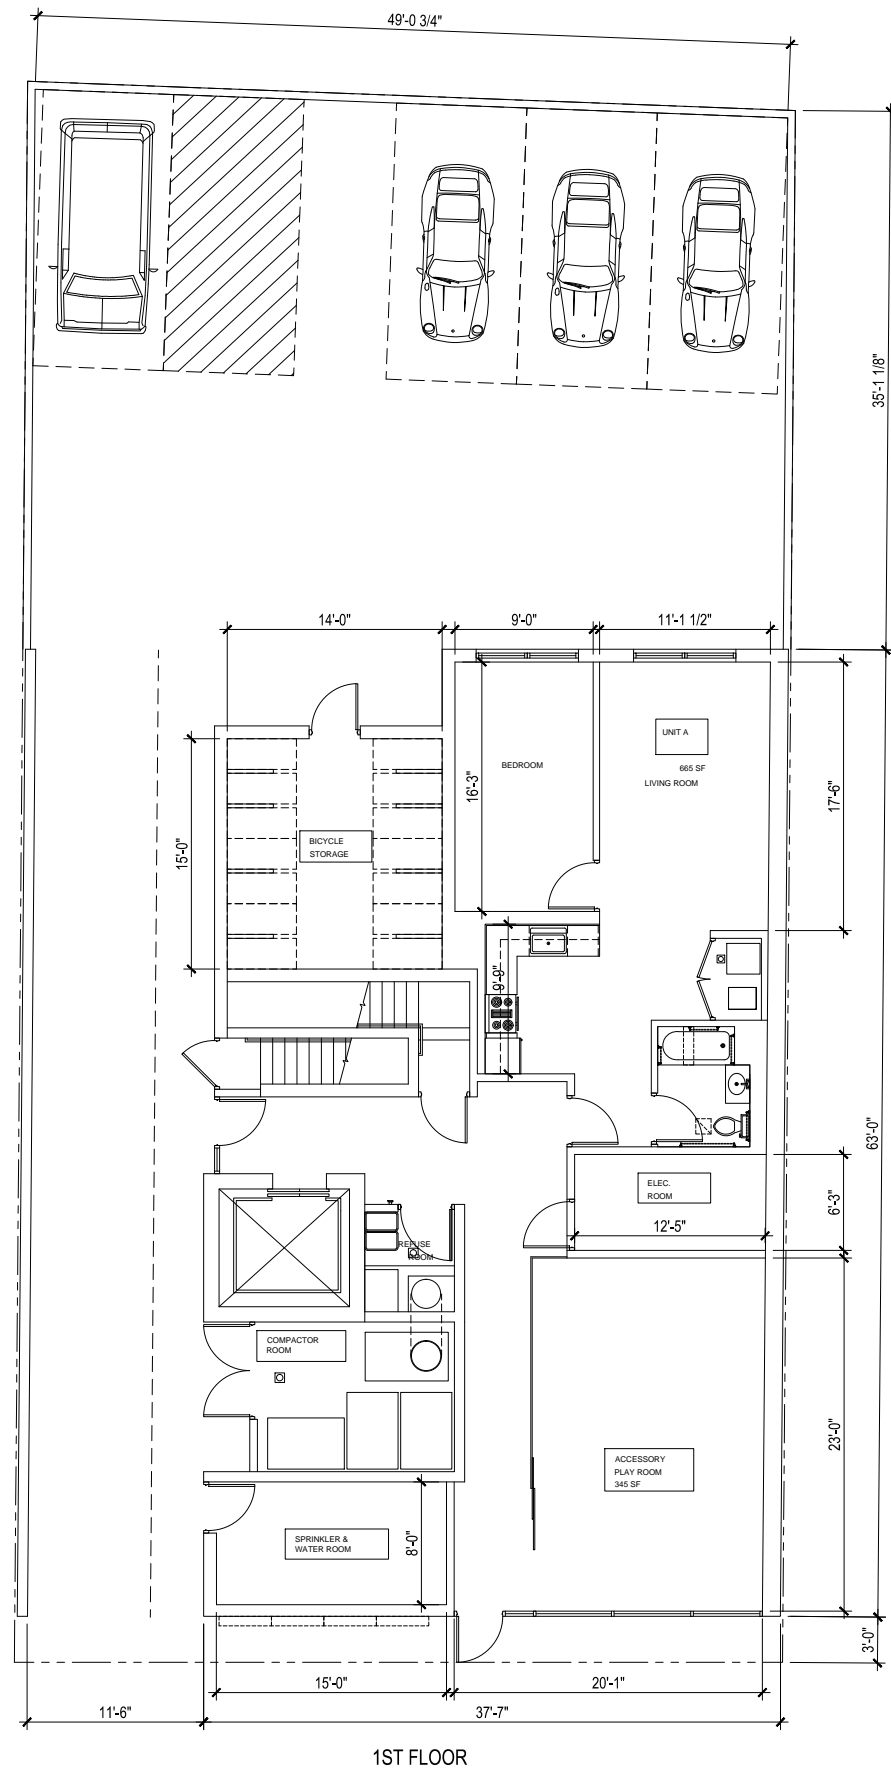 49'-0 3/4"
35'-1 1/8"
14'-0"
9'-0"
11'-1 1/2"
UNIT A
665 SF
LIVING ROOM
BEDROOM
16'-3"
17'-6"
15'-0"
BICYCLE
STORAGE
9'-9"
63'-0"
ELEC.
ROOM
6'-3"
12'-5"
REFUSE
ROOM
COMPACTOR
ROOM
23'-0"
ACCESSORY
PLAY ROOM
345 SF
SPRINKLER &
WATER ROOM
8'-0"
3'-0"
15'-0"
20'-1"
11'-6"
37'-7"
1ST FLOOR